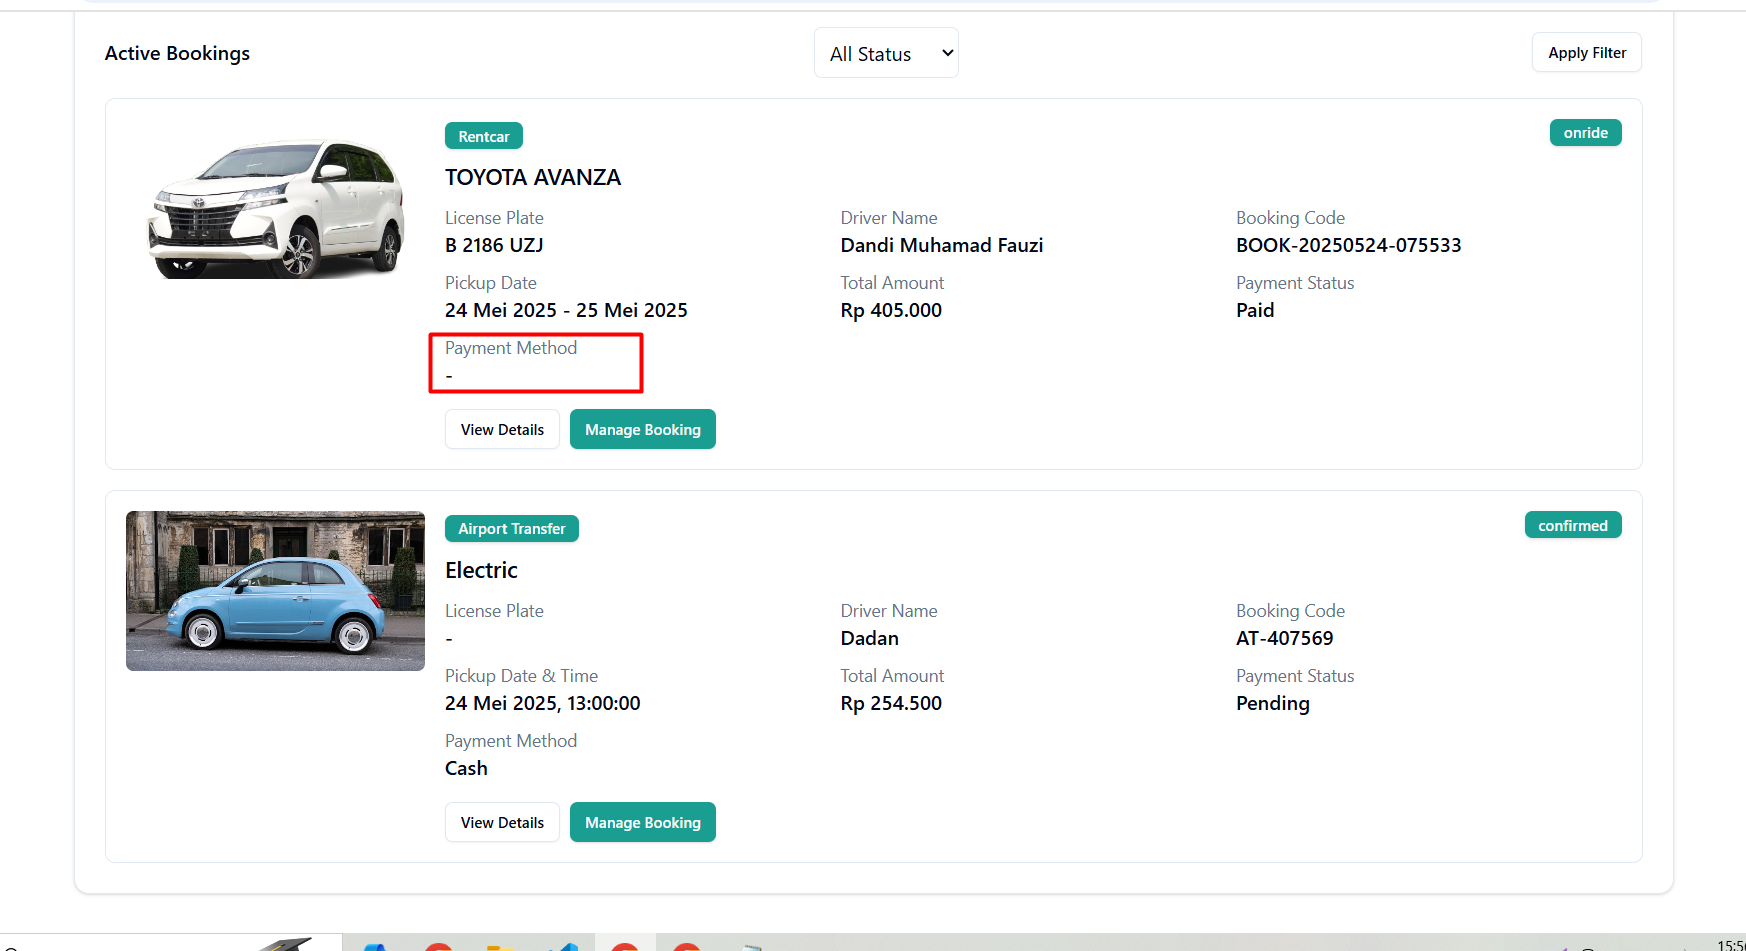 Active Bookings
All Status
Apply Filter
Rentcar
onride
TOYOTA AVANZA
License Plate
Driver Name
Booking Code
B 2186 UZJ
Dandi Muhamad Fauzi
BOOK-20250524-075533
Pickup Date
Total Amount
Payment Status
24 Mei 2025 - 25 Mei 2025
Rp 405.000
Paid
Payment Method
-
View Details
Manage Booking
Airport Transfer
confirmed
Electric
License Plate
Driver Name
Booking Code
-
Dadan
AT-407569
Pickup Date & Time
Total Amount
Payment Status
24 Mei 2025, 13:00:00
Rp 254.500
Pending
Payment Method
Cash
View Details
Manage Booking